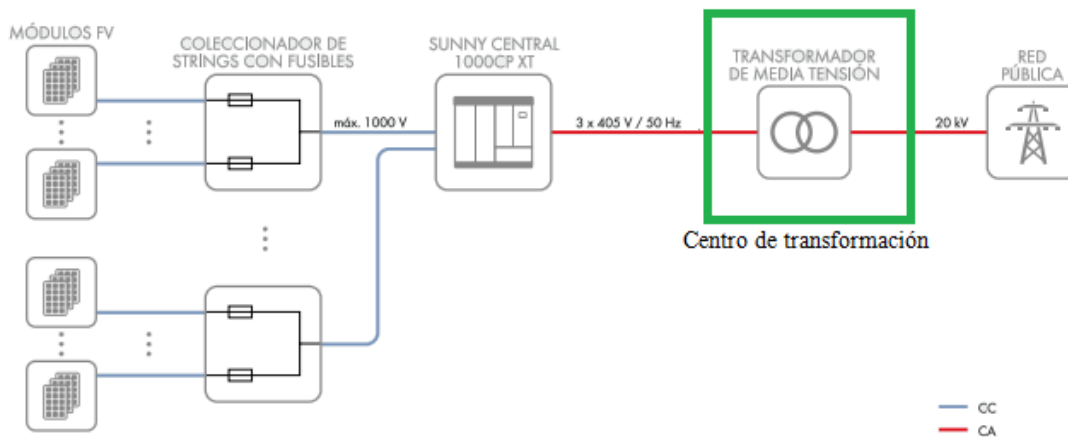 MÓDULOS FV
COLECCIONADOR DE
STRINGS CON FUSIBLES
SUNNY CENTRAL
1000CP XT
TRANSFORMADOR
DE MEDIA TENSIÓN
RED
PÚBLICA
máx. 1000 V
3 x 405 V / 50 Hz
20 kV
Centro de transformación
CC
CA